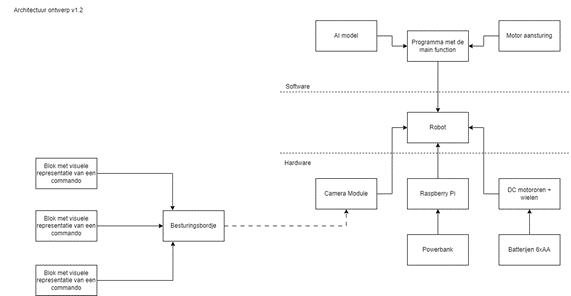 Architectuur ontwerp v1.2
AI model
Programma met de
main function
Motor aansturing
Software
Robot
Hardware
Blok met visuele
representatie van een
commando
Blok met visuele
representatie van een
commando
Blok met visuele
representatie van een
commando
Besturingsbordje
Camera Module
Raspberry Pi
DC motororen +
wielen
Powerbank
Batterijen 6xAA